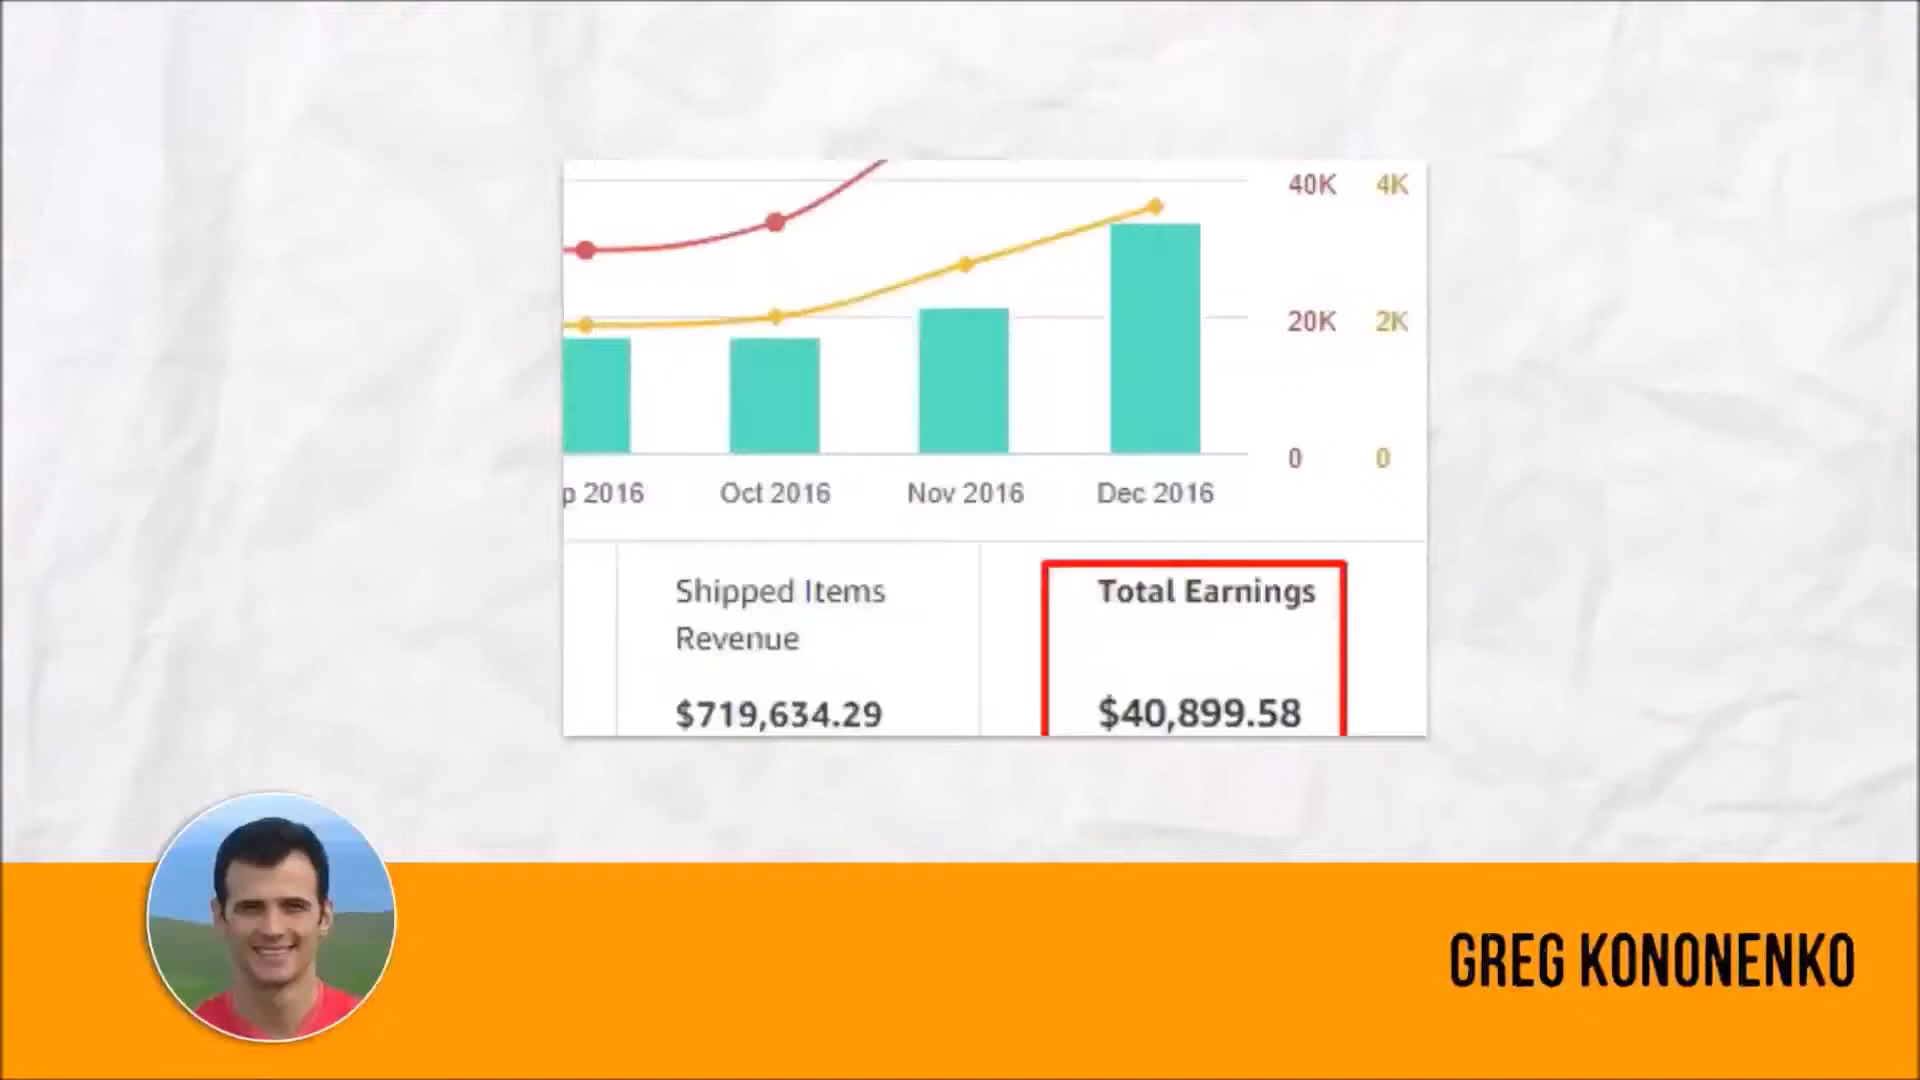 40K 4K
20K 2K
0 0
p 2016 Oct 2016 Nov 2016 Dec 2016
Shipped Items
Revenue
$719,634.29
Total Earnings
$40,899.58
GREG KONONENKO